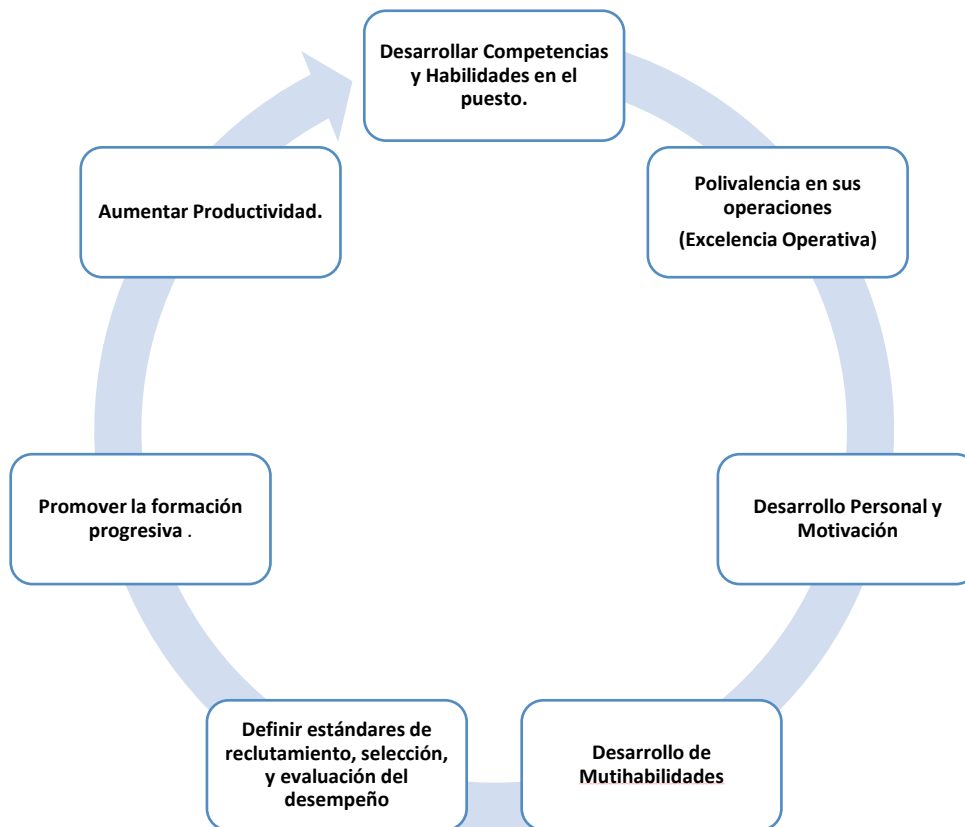 Desarrollar Competencias
y Habilidades en el
puesto.
Polivalencia en sus
operaciones
(Excelencia Operativa)
Desarrollo Personal y
Motivación
Desarrollo de
Mutihabilidades
Definir estándares de
reclutamiento, selección,
y evaluación del
desempeño
Promover la formación
progresiva .
Aumentar Productividad.